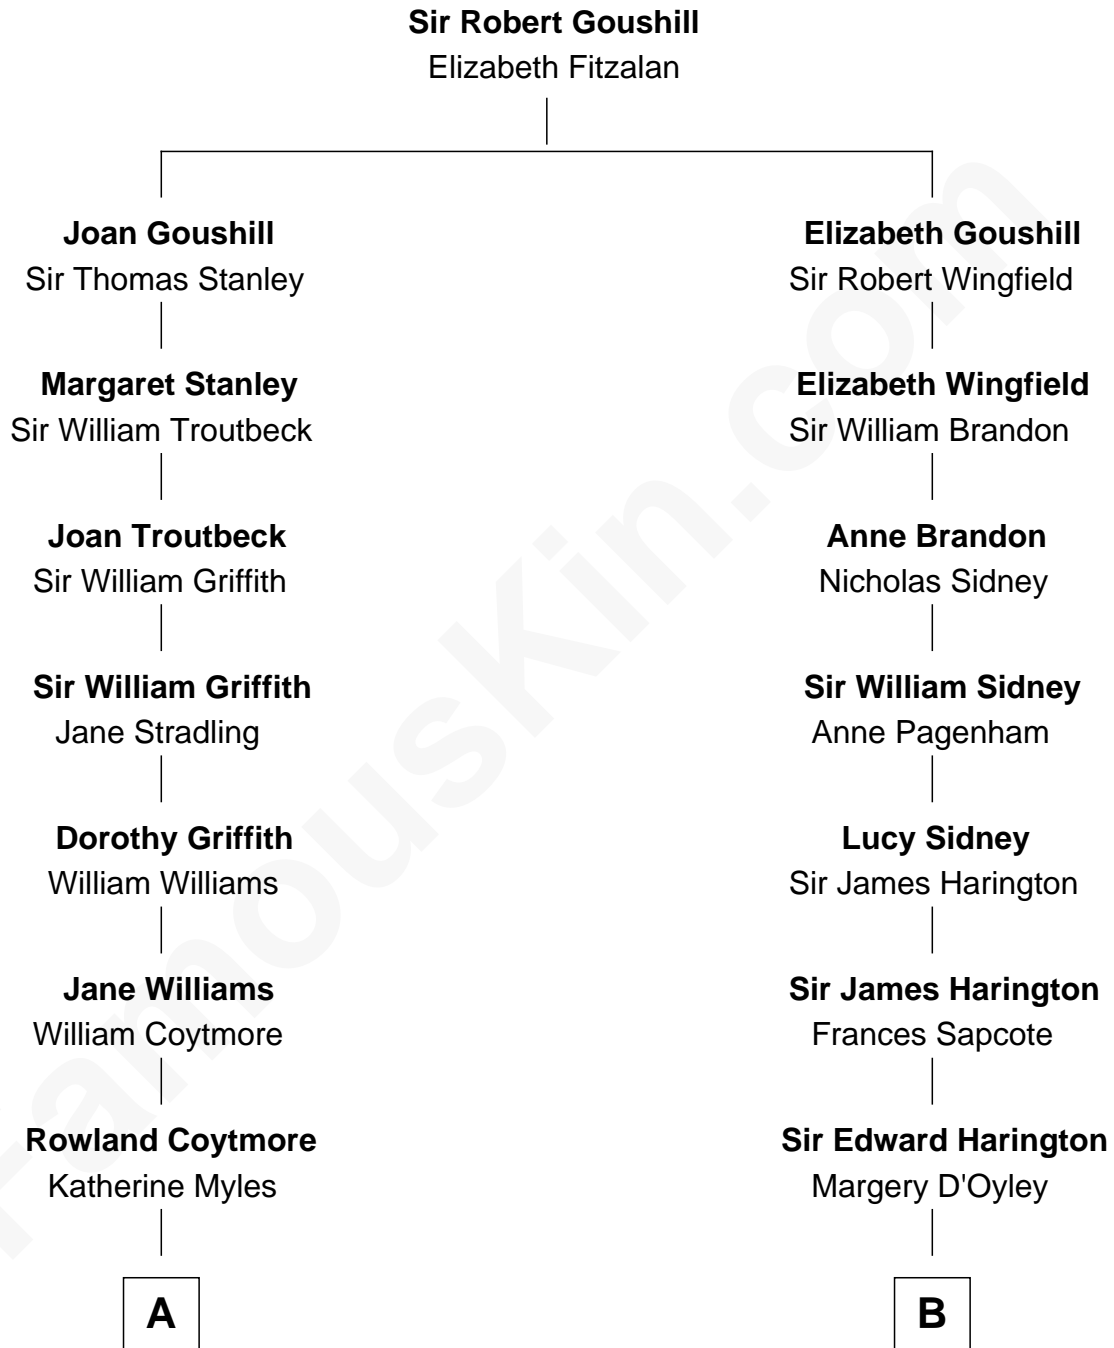 Sir Robert Goushill
Elizabeth Fitzalan
Joan Goushill
Sir Thomas Stanley
Elizabeth Goushill
Sir Robert Wingfield
Margaret Stanley
Sir William Troutbeck
Elizabeth Wingfield
Sir William Brandon
Joan Troutbeck
Sir William Griffith
Anne Brandon
Nicholas Sidney
Sir William Griffith
Jane Stradling
Sir William Sidney
Anne Pagenham
Dorothy Griffith
William Williams
Lucy Sidney
Sir James Harington
Jane Williams
William Coytmore
Sir James Harington
Frances Sapcote
Rowland Coytmore
Katherine Myles
Sir Edward Harington
Margery D'Oyley
A
B
FamousKin.com